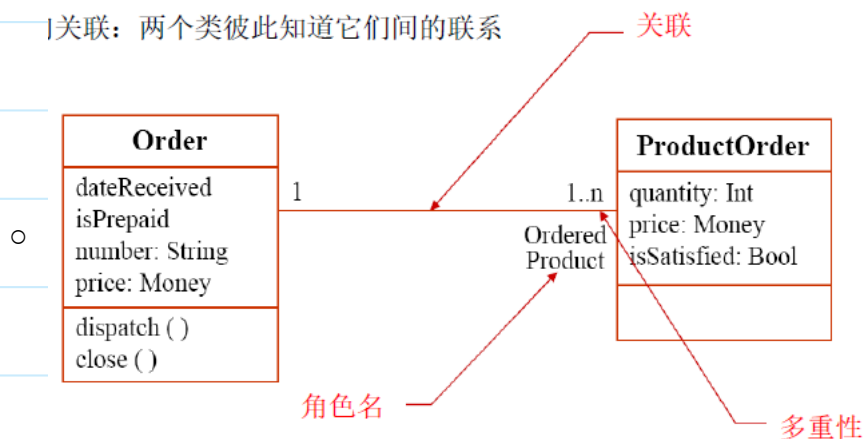 关联：两个类彼此知道它们间的联系
关联
Order
dateReceived
isPrepaid
number: String
price: Money
dispatch ( )
close ( )
1
1..n
Ordered
Product
ProductOrder
quantity: Int
price: Money
isSatisfied: Bool
角色名
多重性